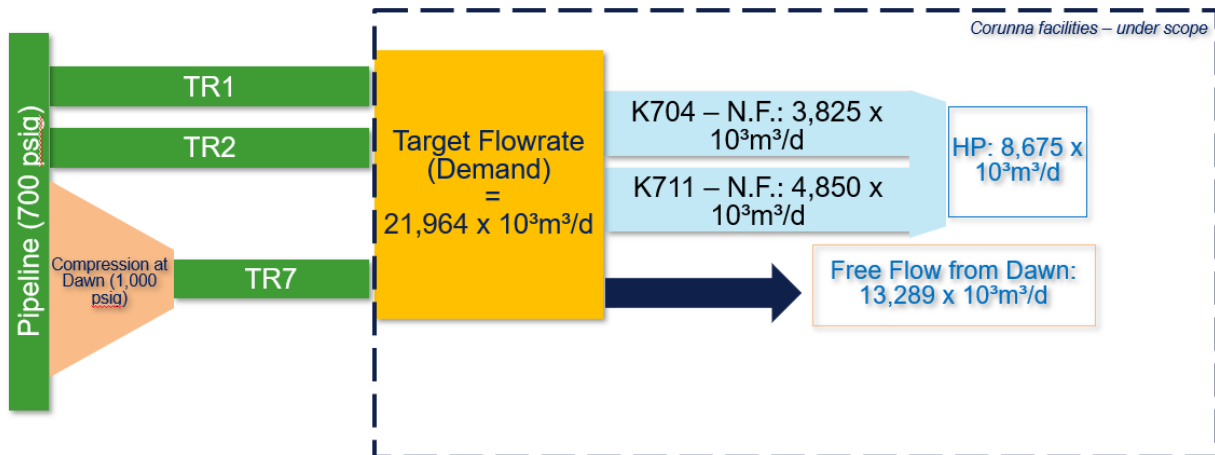 Corunna facilities – under scope
Pipeline (700 psig)
TR1
TR2
Compression at
Dawn (1,000
psig)
TR7
Target Flowrate
(Demand)
=
21,964 x 10³m³/d
K704 – N.F.: 3,825 x
10³m³/d
K711 – N.F.: 4,850 x
10³m³/d
HP: 8,675 x
10³m³/d
Free Flow from Dawn:
13,289 x 10³m³/d